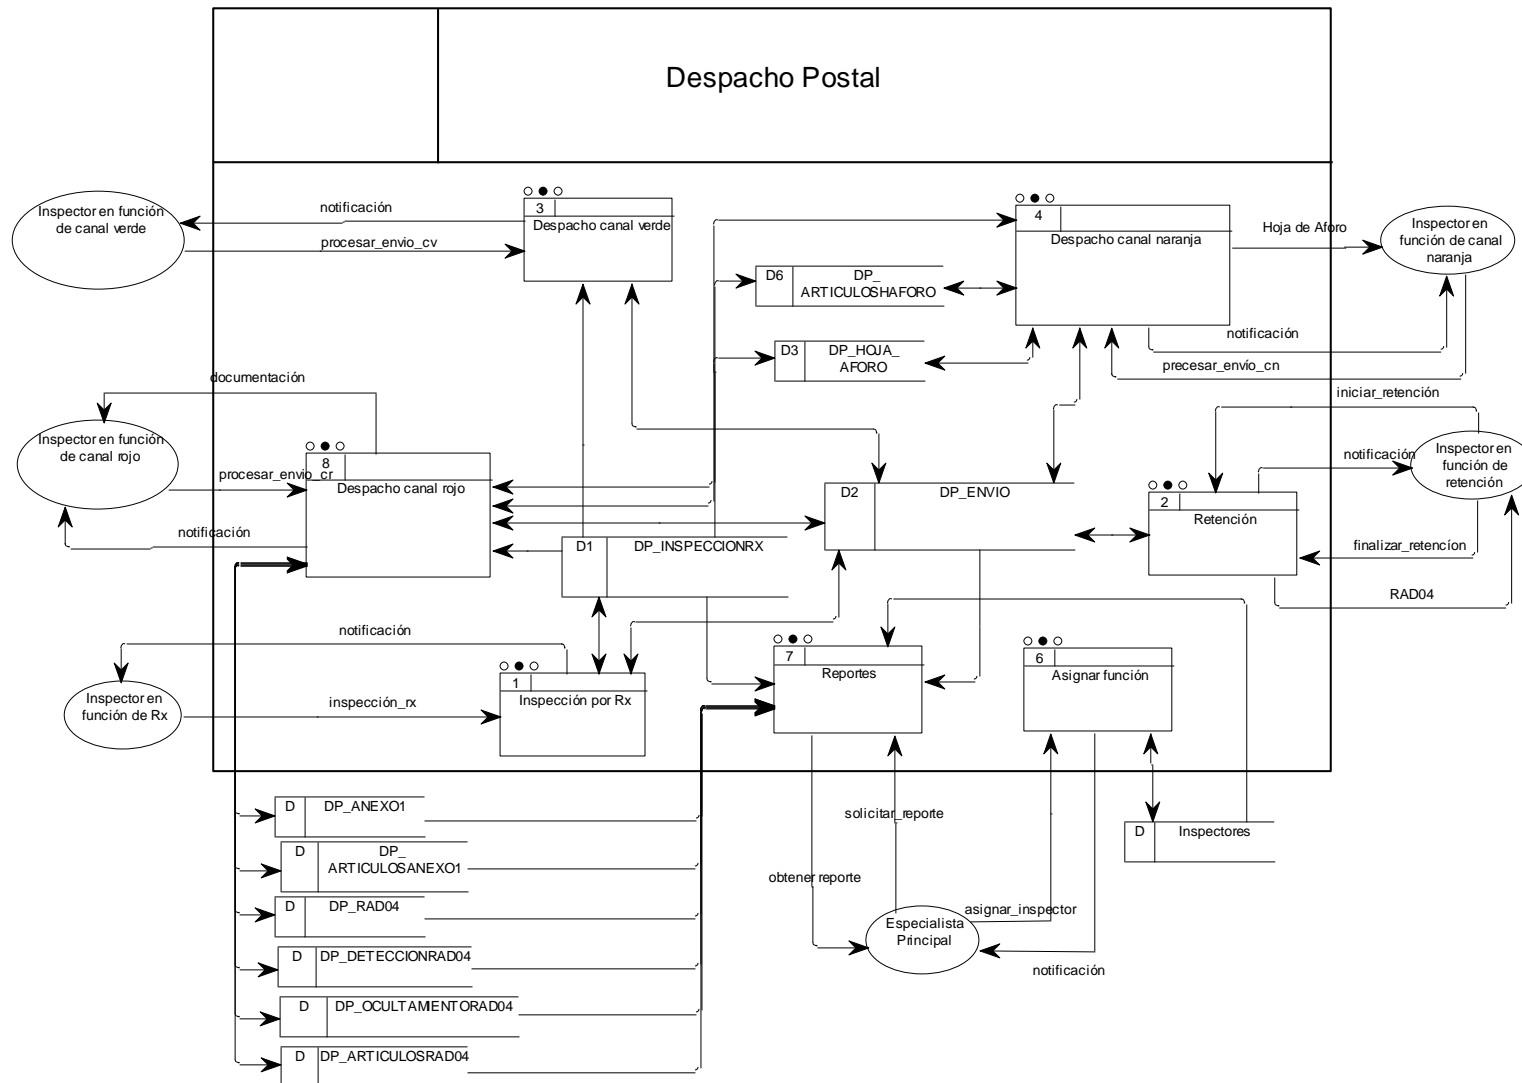 Despacho Postal
Inspector en función
de canal verde
notificación
procesar_envio_cv
3
Despacho canal verde
4
Despacho canal naranja
Hoja de Aforo
Inspector en
función de canal
naranja
D6
DP_
ARTICULOSHAFORO
D3
DP_HOJA_
AFORO
notificación
precesar_envío_cn
documentación
iniciar_retención
Inspector en función
de canal rojo
procesar_envio_cr
8
Despacho canal rojo
notificación
Inspector en
función de
retención
notificación
D2
DP_ENVIO
2
Retención
finalizar_retencíon
RAD04
D1
DP_INSPECCIONRX
notificación
Inspector en
función de Rx
inspección_rx
1
Inspección por Rx
7
Reportes
6
Asignar función
D
DP_ANEXO1
D
DP_
ARTICULOSANEXO1
D
DP_RAD04
D
DP_DETECCIONRAD04
D
DP_OCULTAMIENTORAD04
D
DP_ARTICULOSRAD04
solicitar_reporte
D
Inspectores
obtener reporte
asignar_inspector
Especialista
Principal
notificación